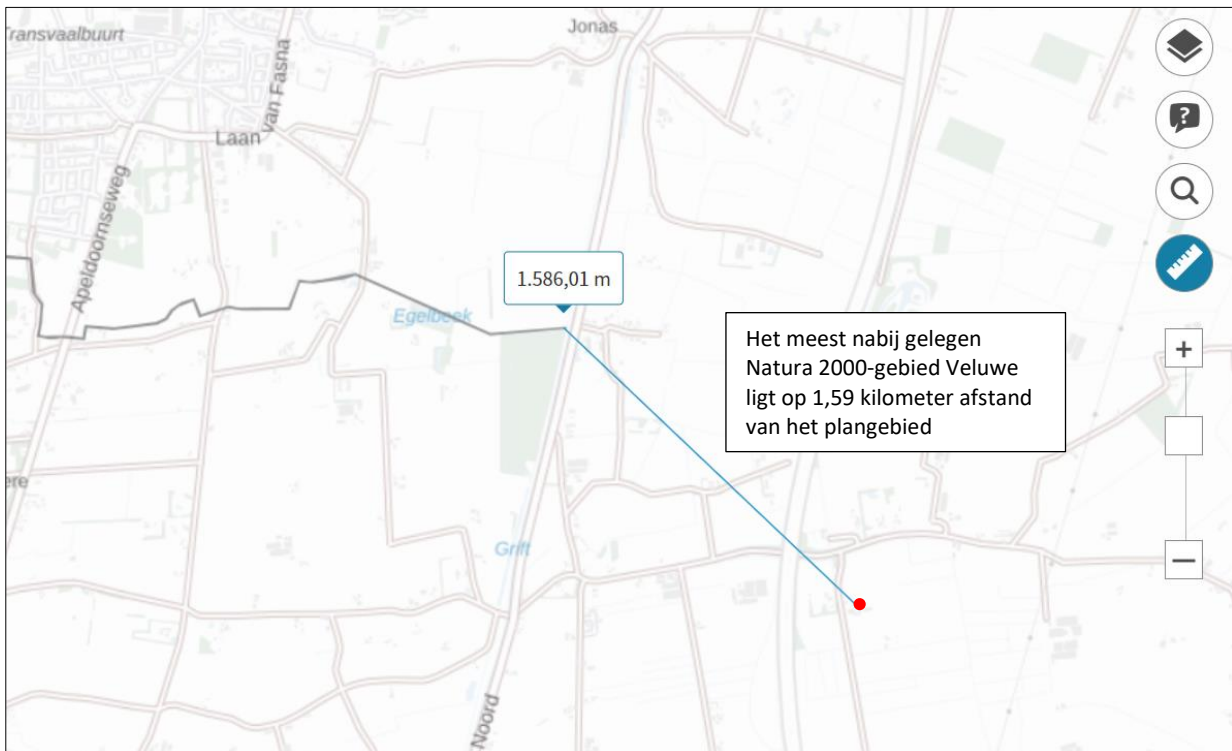 Transvaalbuurt
Jonas
Laan van Fasna
Apeldoornseweg
1.586,01 m
Egelbeek
Het meest nabij gelegen
Natura 2000-gebied Veluwe
ligt op 1,59 kilometer afstand
van het plangebied
ere
Grift
Noord
?
+
−